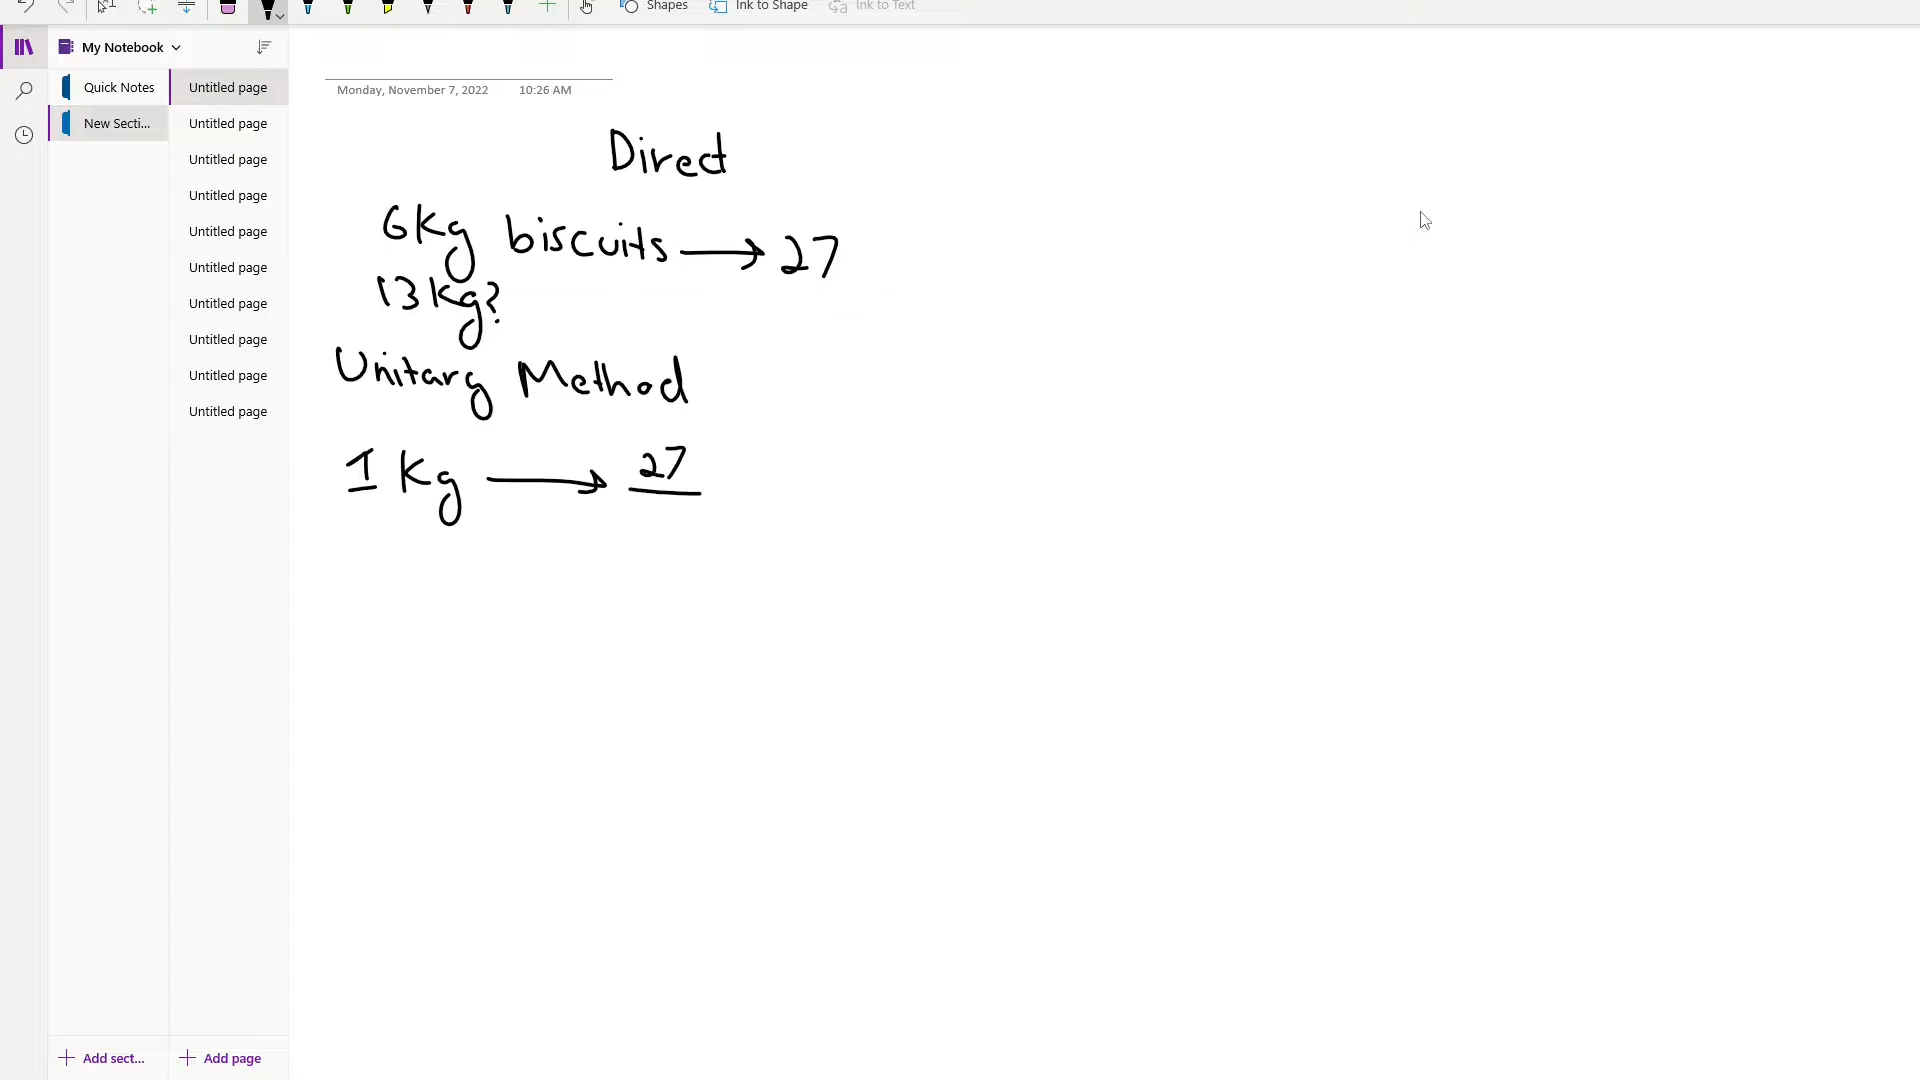 Shapes Ink to Shape Ink to Text
My Notebook
Quick Notes
New Secti...
Untitled page
Untitled page
Untitled page
Untitled page
Untitled page
Untitled page
Untitled page
Untitled page
Untitled page
Untitled page
Add sect...
Add page
Monday, November 7, 2022 10:26 AM
Direct
6kg biscuits → 27
13 kg?
Unitary Method
1 Kg → 27